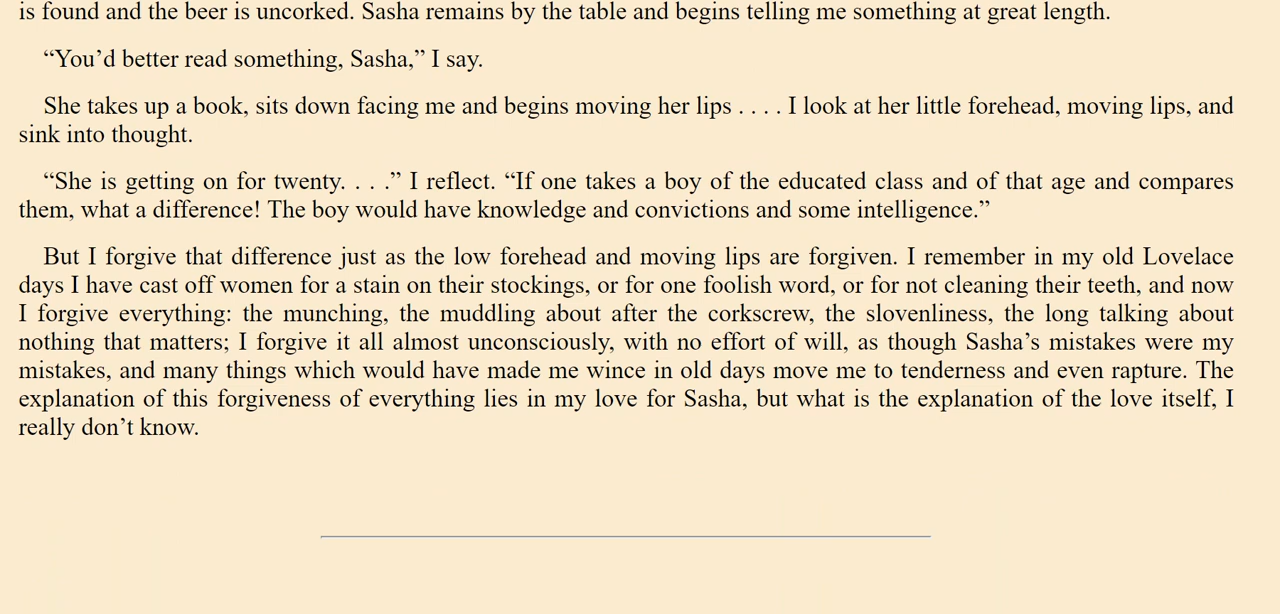 is found and the beer is uncorked. Sasha remains by the table and begins telling me something at great length.
“You’d better read something, Sasha,” I say.
She takes up a book, sits down facing me and begins moving her lips . . . . I look at her little forehead, moving lips, and
sink into thought.
“She is getting on for twenty. . . .” I reflect. “If one takes a boy of the educated class and of that age and compares
them, what a difference! The boy would have knowledge and convictions and some intelligence.”
But I forgive that difference just as the low forehead and moving lips are forgiven. I remember in my old Lovelace
days I have cast off women for a stain on their stockings, or for one foolish word, or for not cleaning their teeth, and now
I forgive everything: the munching, the muddling about after the corkscrew, the slovenliness, the long talking about
nothing that matters; I forgive it all almost unconsciously, with no effort of will, as though Sasha’s mistakes were my
mistakes, and many things which would have made me wince in old days move me to tenderness and even rapture. The
explanation of this forgiveness of everything lies in my love for Sasha, but what is the explanation of the love itself, I
really don’t know.